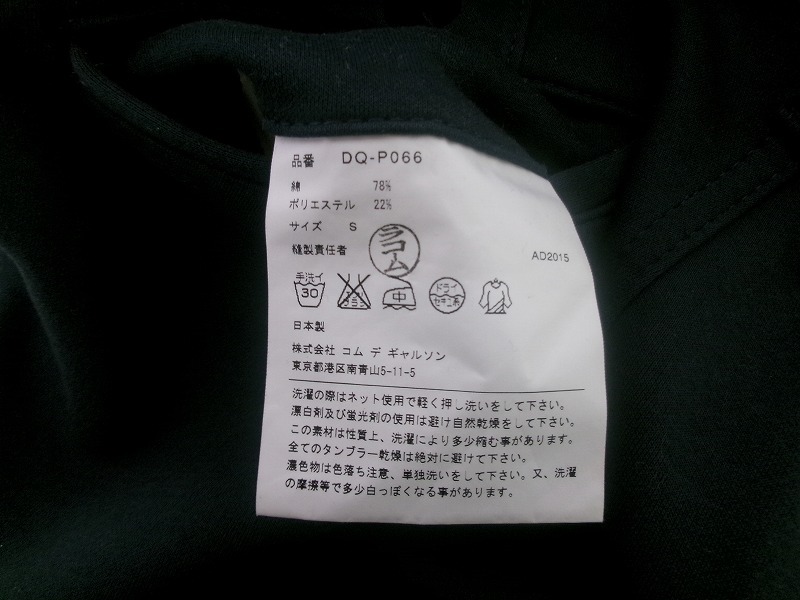 品番 DQ-P066
綿 78%
ポリエステル 22%
サイズ S
縫製責任者
ラコーム
AD2015
手洗イ
30
エンソサラシ
中
ドライ
セキユ系
日本製
株式会社 コム デ ギャルソン
東京都港区南青山5-11-5
洗濯の際はネット使用で軽く押し洗いをして下さい。
漂白剤及び蛍光剤の使用は避け自然乾燥をして下さい。
この素材は性質上、洗濯により多少縮む事があります。
全てのタンブラー乾燥は絶対に避けて下さい。
濃色物は色落ち注意、単独洗いをして下さい。又、洗濯
の摩擦等で多少白っぽくなる事があります。